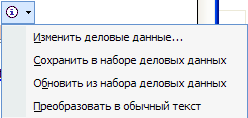 Изменить деловые данные...
Сохранить в наборе деловых данных
Обновить из набора деловых данных
Преобразовать в обычный текст